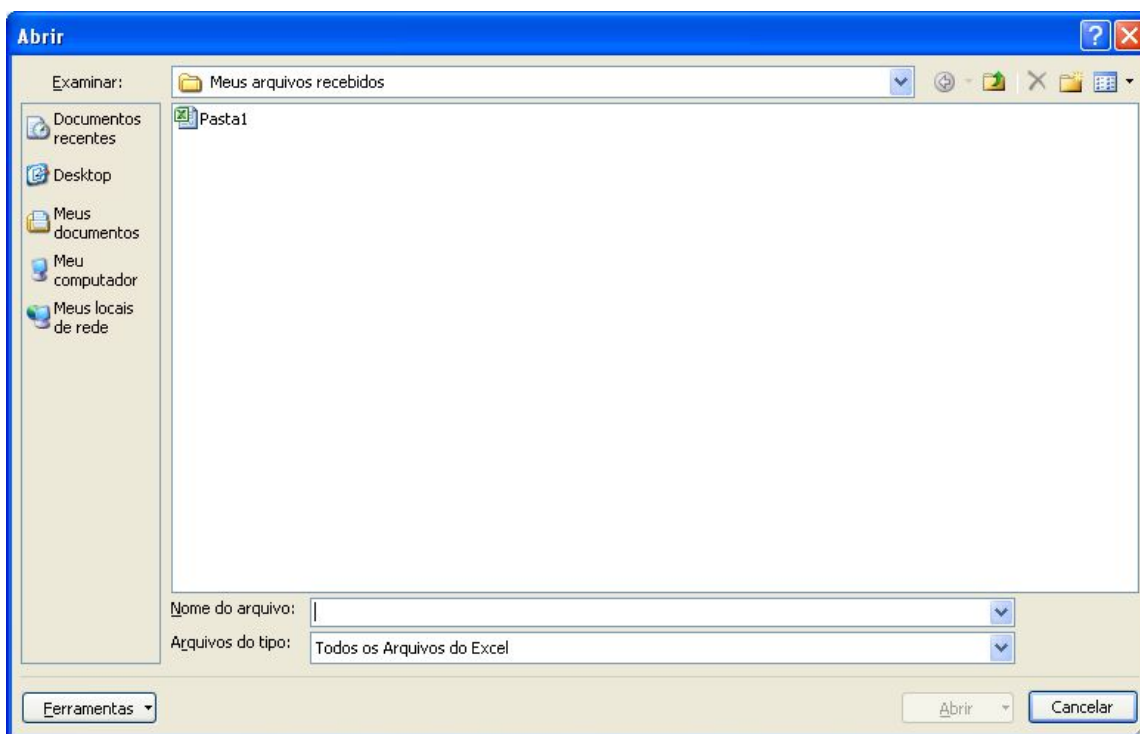 Abrir
Examinar:
Meus arquivos recebidos
Documentos
recentes
Desktop
Meus
documentos
Meu
computador
Meus locais
de rede
Pasta1
Nome do arquivo:
Arquivos do tipo:
Todos os Arquivos do Excel
Ferramentas
Abrir
Cancelar